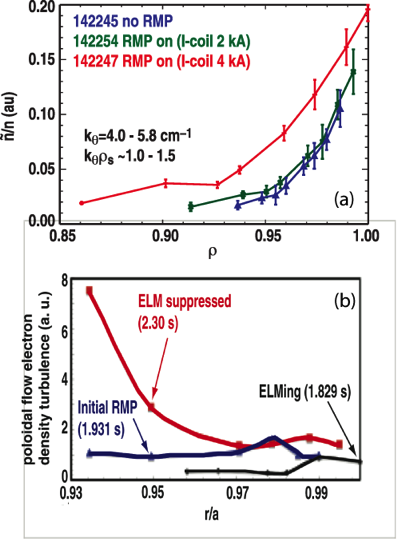 0.20
142245 no RMP
142254 RMP on (I-coil 2 kA)
142247 RMP on (I-coil 4 kA)
0.15
ñ/n (au)
0.10
kθ=4.0 - 5.8 cm⁻¹
kθρs ~1.0 - 1.5
0.05
(a)
0.00
0.85 0.90 0.95 1.00
ρ
8
(b)
ELM suppressed
(2.30 s)
6
poloidal flow electron
density turbulence (a. u.)
4
Initial RMP
(1.931 s)
ELMing (1.829 s)
2
0
0.93 0.95 0.97 0.99
r/a